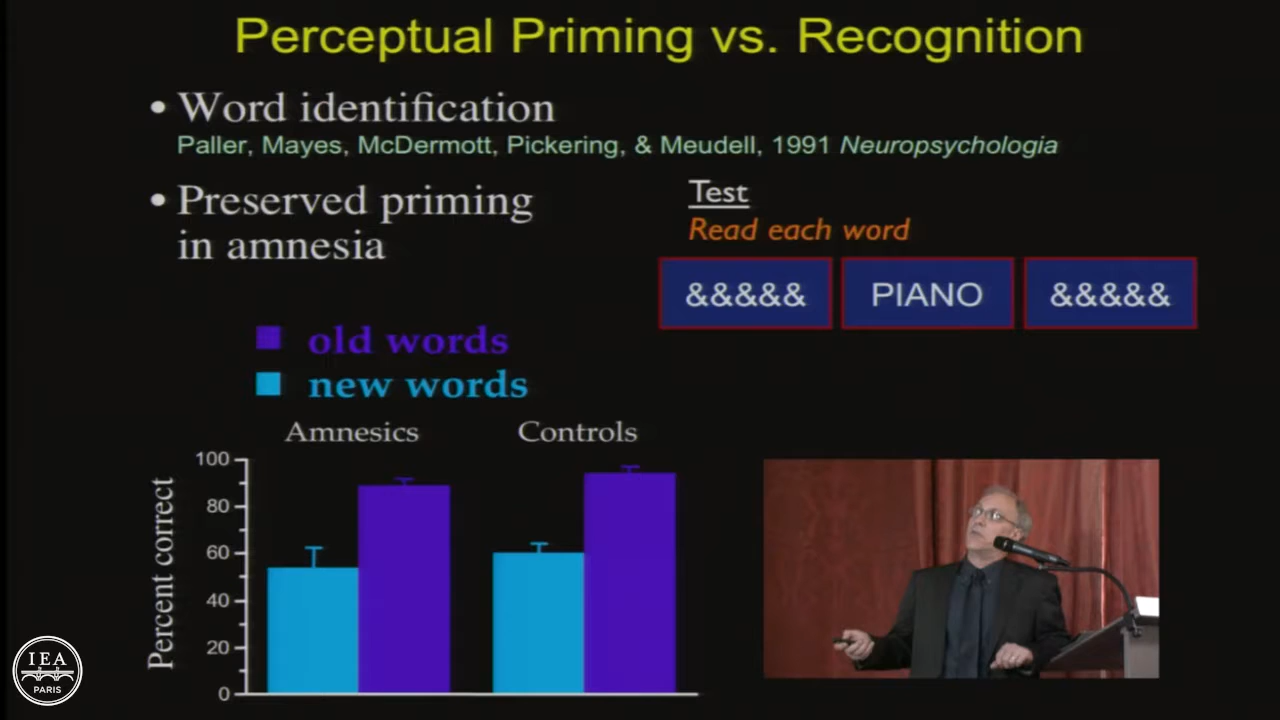 Perceptual Priming vs. Recognition
• Word identification
Paller, Mayes, McDermott, Pickering, & Meudell, 1991 Neuropsychologia
• Preserved priming
in amnesia
Test
Read each word
&&&&& PIANO &&&&&
old words
new words
Amnesics Controls
Percent correct
100
80
60
40
20
0
IEA
PARIS